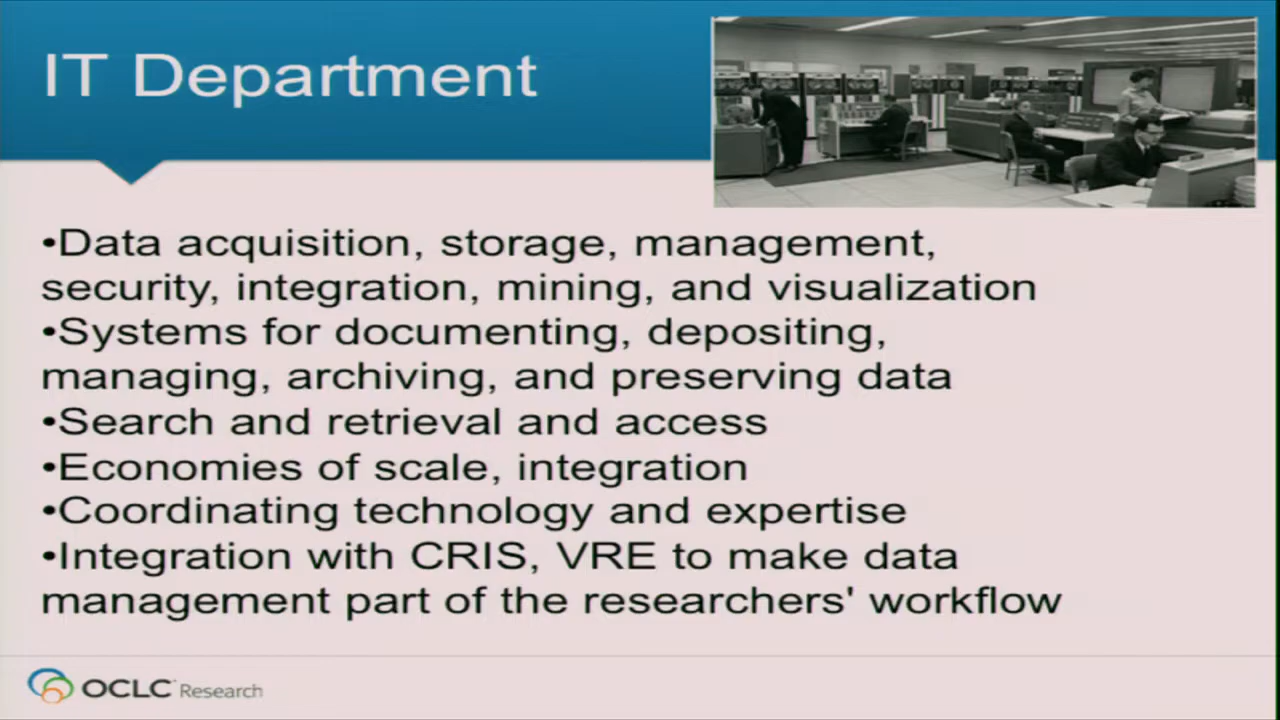 IT Department
•Data acquisition, storage, management,
security, integration, mining, and visualization
•Systems for documenting, depositing,
managing, archiving, and preserving data
•Search and retrieval and access
•Economies of scale, integration
•Coordinating technology and expertise
•Integration with CRIS, VRE to make data
management part of the researchers' workflow
OCLC Research